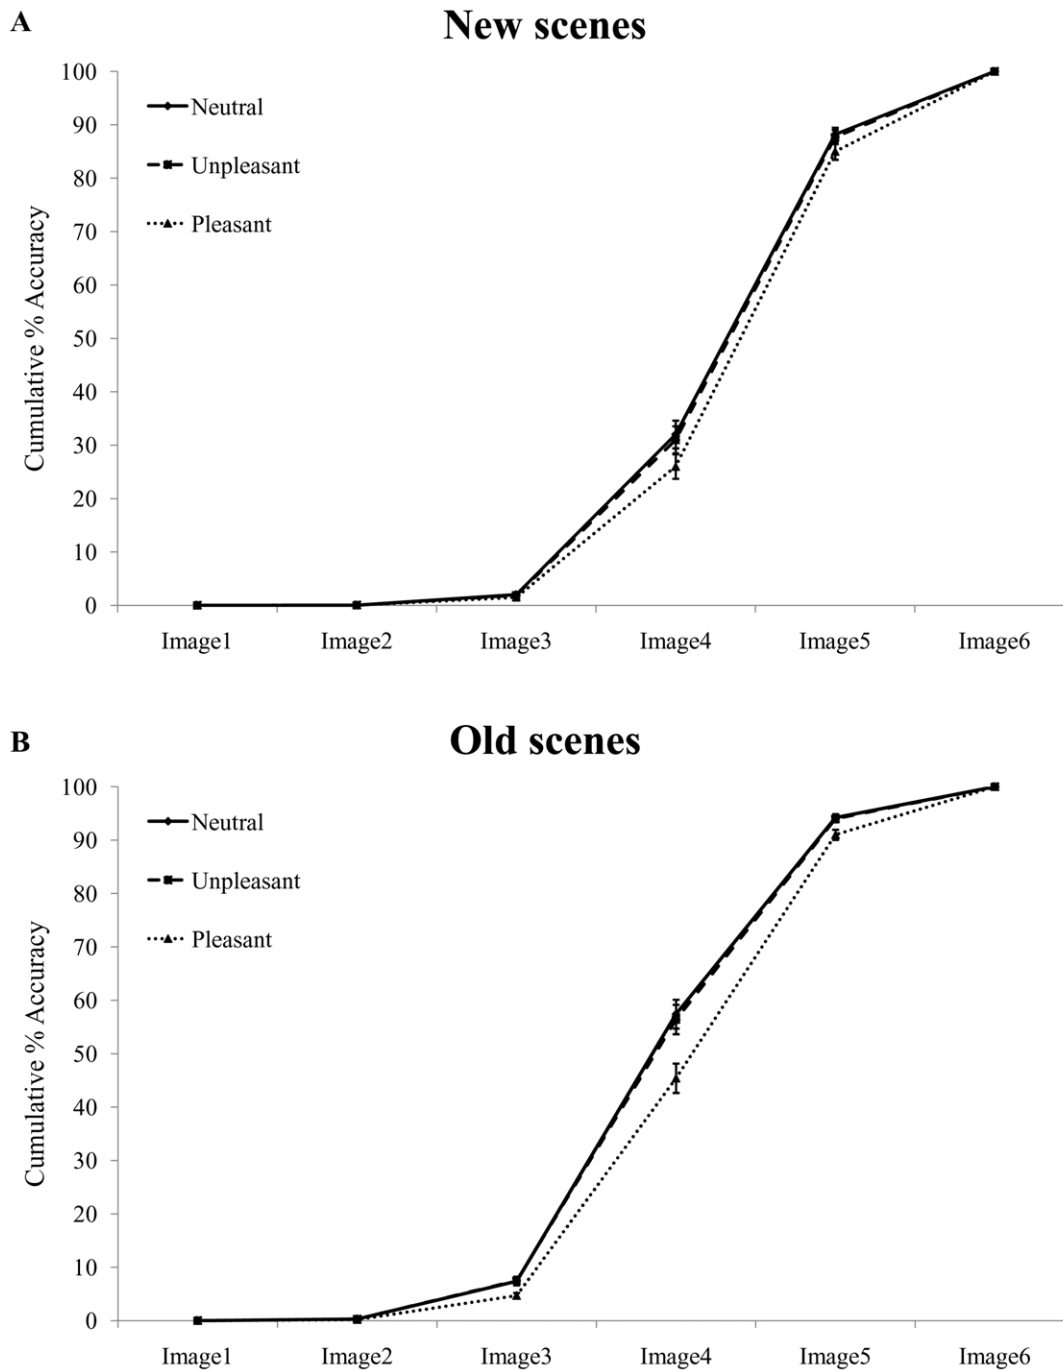 A
New scenes
100
90
80
70
60
50
40
30
20
10
0
Cumulative % Accuracy
Neutral
Unpleasant
Pleasant
Image1 Image2 Image3 Image4 Image5 Image6
B
Old scenes
100
90
80
70
60
50
40
30
20
10
0
Cumulative % Accuracy
Neutral
Unpleasant
Pleasant
Image1 Image2 Image3 Image4 Image5 Image6